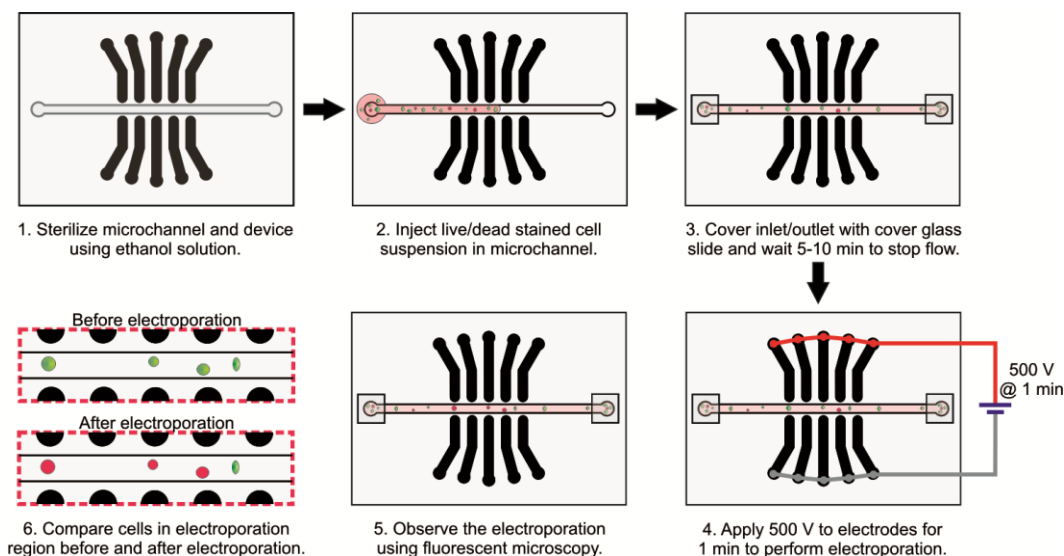 1. Sterilize microchannel and device
using ethanol solution.
2. Inject live/dead stained cell
suspension in microchannel.
3. Cover inlet/outlet with cover glass
slide and wait 5-10 min to stop flow.
500 V
@ 1 min
4. Apply 500 V to electrodes for
1 min to perform electroporation.
5. Observe the electroporation
using fluorescent microscopy.
Before electroporation
After electroporation
6. Compare cells in electroporation
region before and after electroporation.